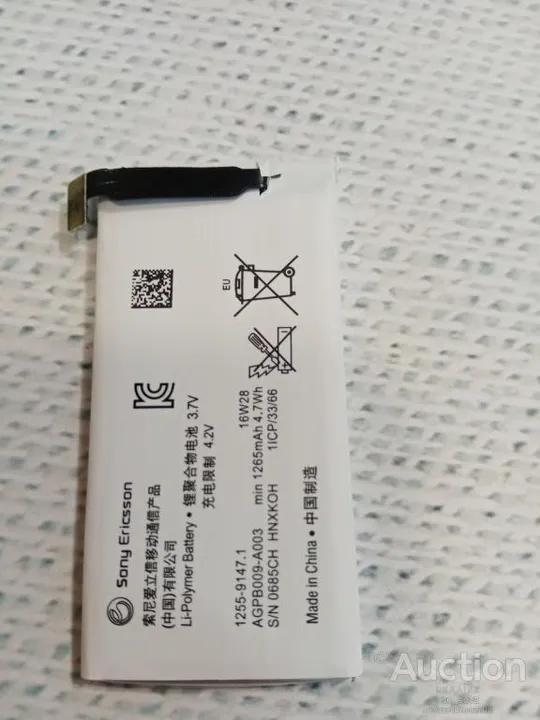 Sony Ericsson
索尼爱立信移动通信产品
(中国)有限公司
Li-Polymer Battery • 锂聚合物电池 3.7V
充电限制 4.2V
EU
1255-9147.1 16W28
AGPB009-A003 min 1265mAh 4,7Wh
S/N 0685CH HNXKOH 1ICP/33/66
Made in China • 中国制造
Auction